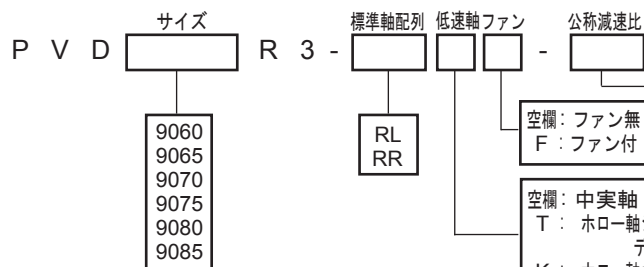 サイズ 標準軸配列 低速軸 ファン 公称減速比
P V D R 3 - -
9060
9065
9070
9075
9080
9085
RL
RR
空欄：ファン無
F ：ファン付
空欄：中実軸
T ： ホロー軸